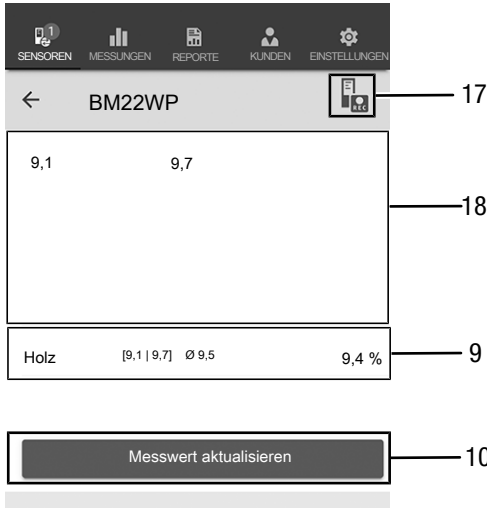 1
SENSOREN MESSUNGEN REPORTE KUNDEN EINSTELLUNGEN
← BM22WP REC 17
9,1 9,7
18
Holz [9,1 | 9,7] Ø 9,5 9,4 % 9
Messwert aktualisieren 10